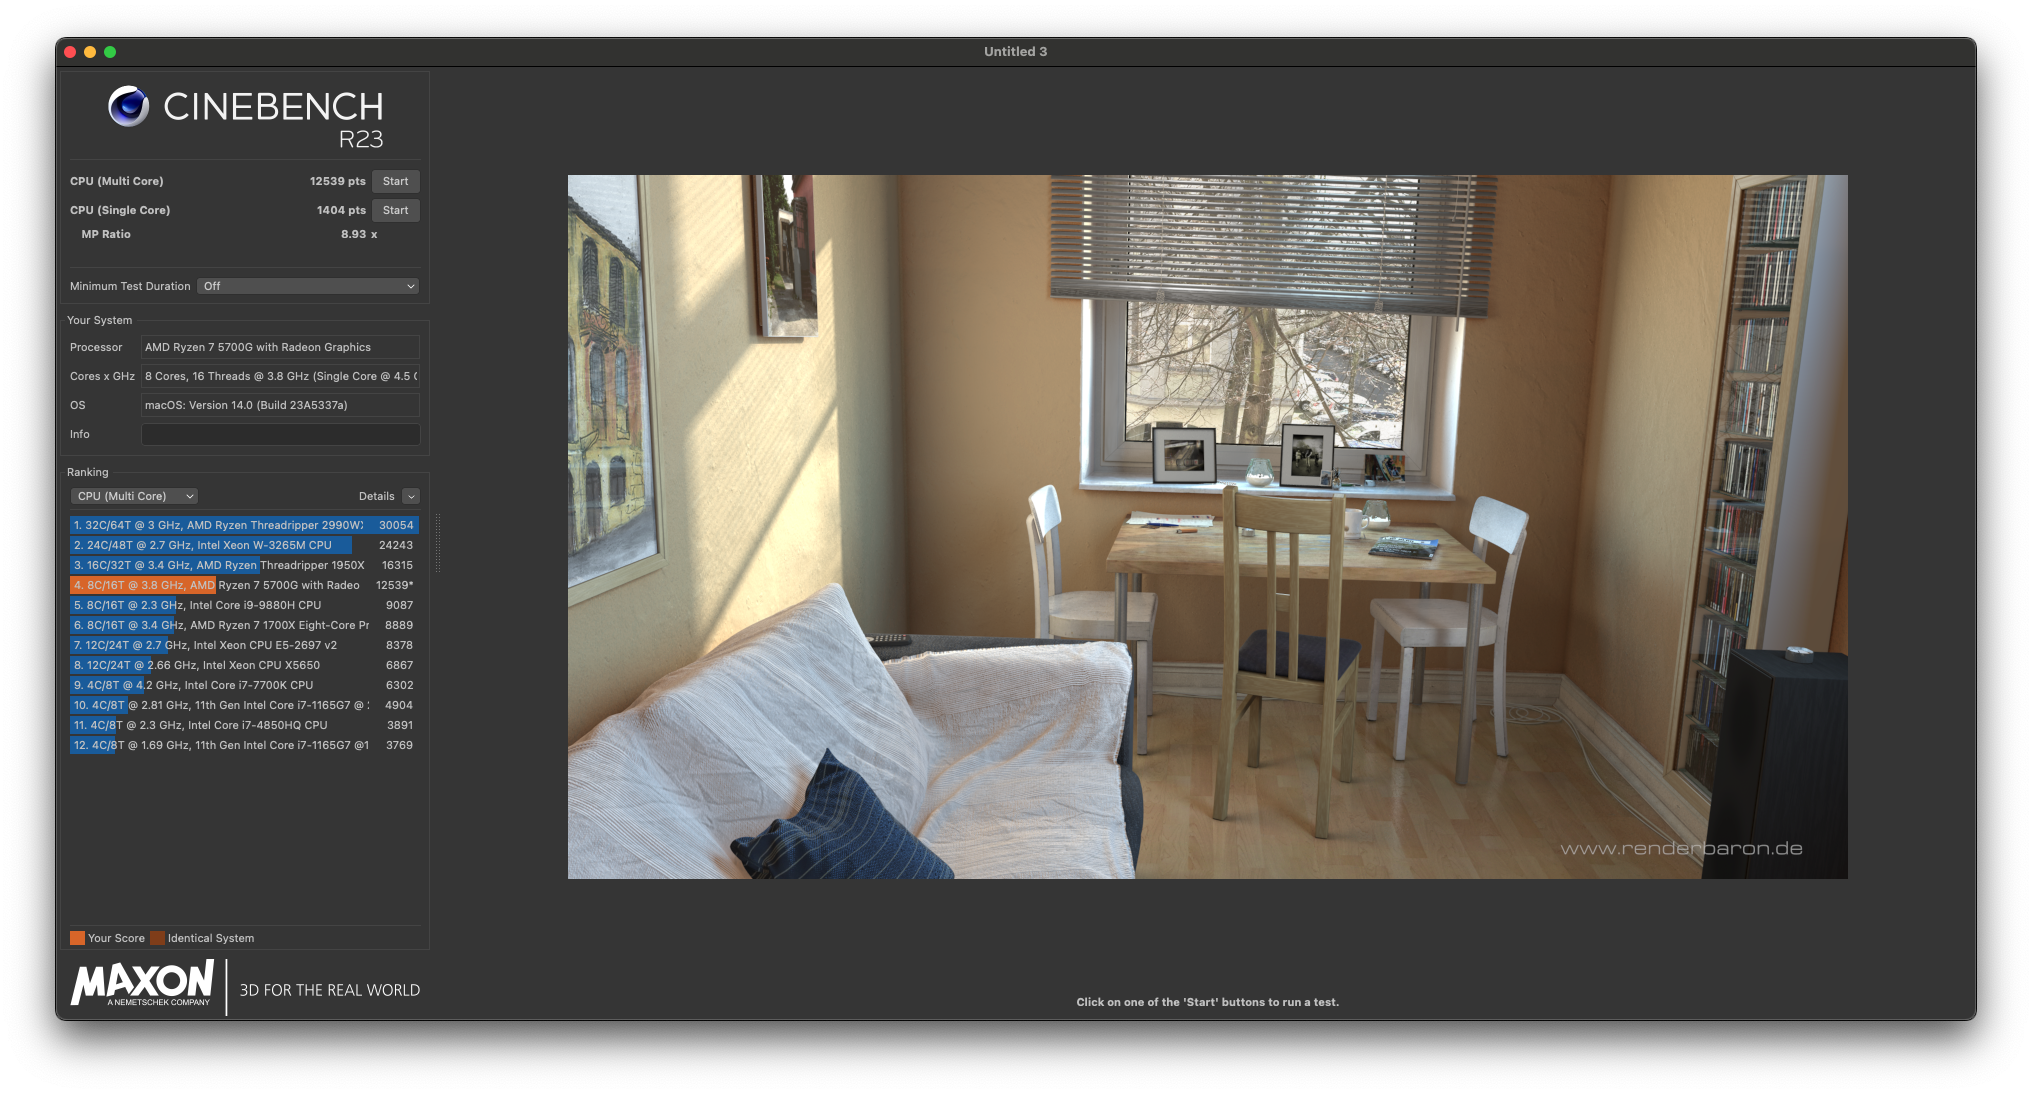 Untitled 3
CINEBENCH
R23
CPU (Multi Core) 12539 pts Start
CPU (Single Core) 1404 pts Start
MP Ratio 8.93 x
Minimum Test Duration Off
Your System
Processor AMD Ryzen 7 5700G with Radeon Graphics
Cores x GHz 8 Cores, 16 Threads @ 3.8 GHz (Single Core @ 4.5
OS macOS: Version 14.0 (Build 23A5337a)
Info
Ranking
CPU (Multi Core) Details
1. 32C/64T @ 3 GHz, AMD Ryzen Threadripper 2990W 30054
2. 24C/48T @ 2.7 GHz, Intel Xeon W-3265M CPU 24243
3. 16C/32T @ 3.4 GHz, AMD Ryzen Threadripper 1950X 16315
4. 8C/16T @ 3.8 GHz, AMD Ryzen 7 5700G with Radeo 12539*
5. 8C/16T @ 2.3 GHz, Intel Core i9-9880H CPU 9087
6. 8C/16T @ 3.4 GHz, AMD Ryzen 7 1700X Eight-Core Pr 8889
7. 12C/24T @ 2.7 GHz, Intel Xeon CPU E5-2697 v2 8378
8. 12C/24T @ 2.66 GHz, Intel Xeon CPU X5650 6867
9. 4C/8T @ 4.2 GHz, Intel Core i7-7700K CPU 6302
10. 4C/8T @ 2.81 GHz, 11th Gen Intel Core i7-1165G7 @ 4904
11. 4C/8T @ 2.3 GHz, Intel Core i7-4850HQ CPU 3891
12. 4C/8T @ 1.69 GHz, 11th Gen Intel Core i7-1165G7 @1 3769
Your Score Identical System
MAXON
A NEMETSCHEK COMPANY
3D FOR THE REAL WORLD
www.renderbaron.de
Click on one of the 'Start' buttons to run a test.